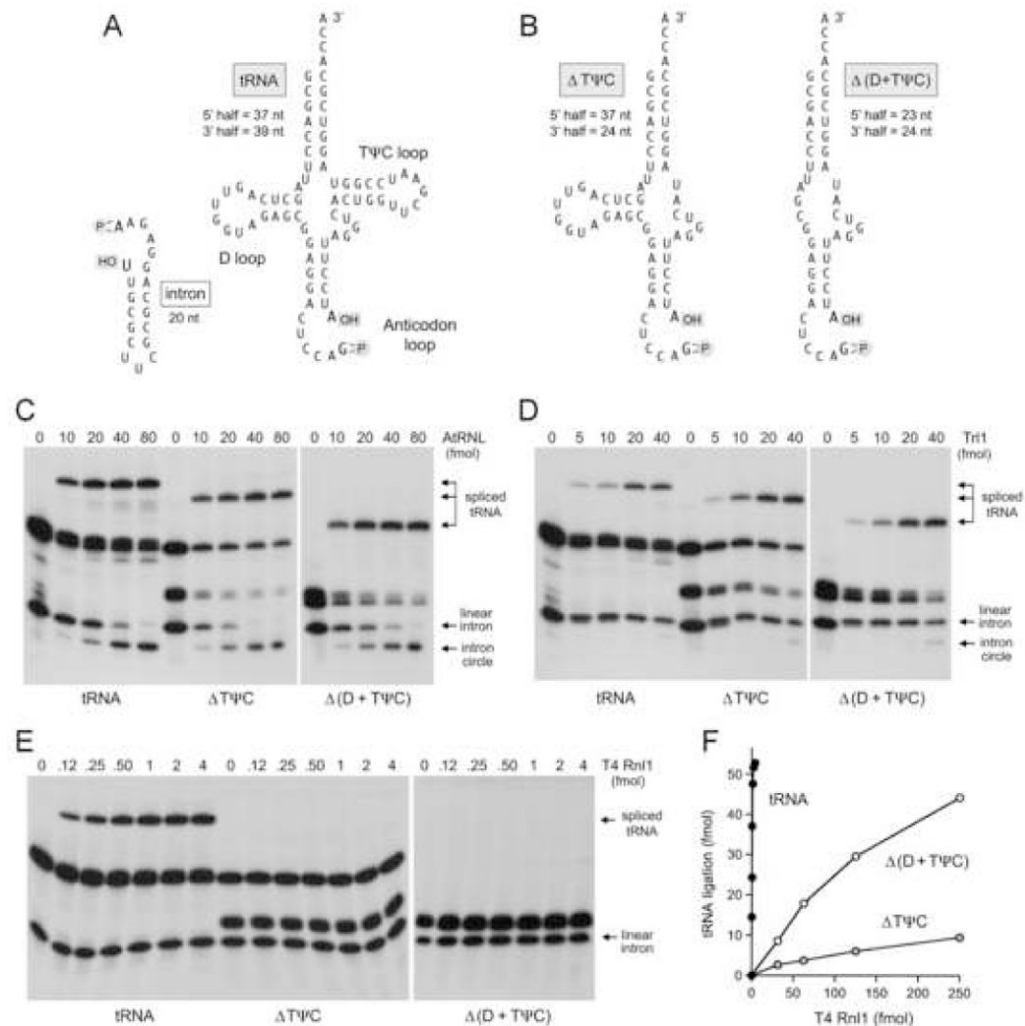 A
B
tRNA
5' half = 37 nt
3' half = 39 nt
TΨC loop
D loop
P
HO
intron
20 nt
Anticodon
loop
OH
P
3'
ΔTΨC
5' half = 37 nt
3' half = 24 nt
3'
OH
P
Δ(D+TΨC)
5' half = 23 nt
3' half = 24 nt
3'
OH
P
C
0 10 20 40 80 0 10 20 40 80 0 10 20 40 80 AtRNL
(fmol)
spliced
tRNA
linear
intron
intron
circle
tRNA ΔTΨC Δ(D + TΨC)
D
0 5 10 20 40 0 5 10 20 40 0 5 10 20 40 Trl1
(fmol)
spliced
tRNA
linear
intron
intron
circle
tRNA ΔTΨC Δ(D + TΨC)
E
0 .12 .25 .50 1 2 4 0 .12 .25 .50 1 2 4 0 .12 .25 .50 1 2 4 T4 Rnl1
(fmol)
spliced
tRNA
linear
intron
tRNA ΔTΨC Δ(D + TΨC)
F
tRNA ligation (fmol)
50
40
30
20
10
0
tRNA
Δ(D + TΨC)
ΔTΨC
0 50 100 150 200 250
T4 Rnl1 (fmol)